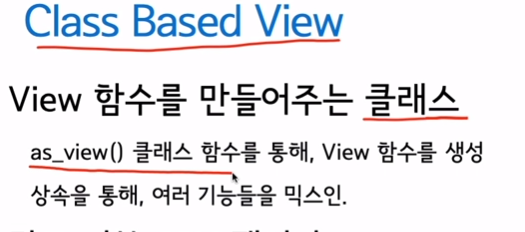 Class Based View
View 함수를 만들어주는 클래스
as_view() 클래스 함수를 통해, View 함수를 생성
상속을 통해, 여러 기능들을 믹스인.